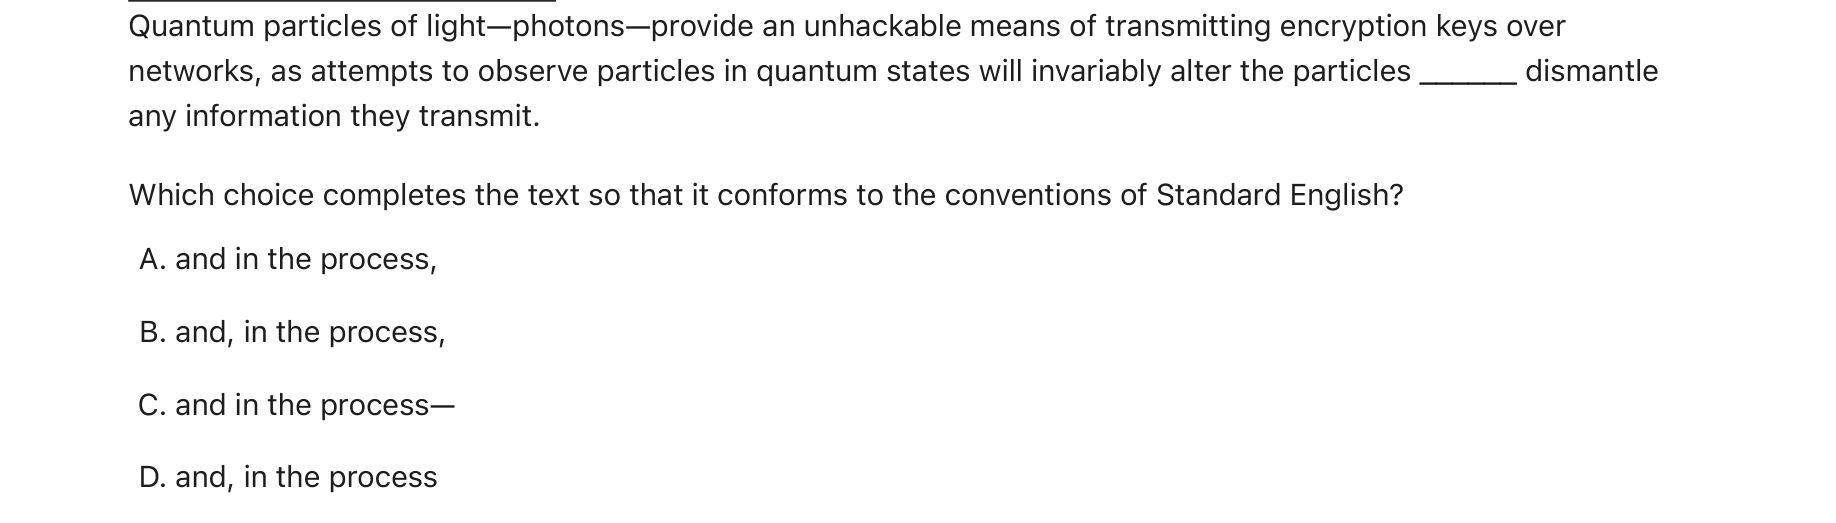 Quantum particles of light—photons—provide an unhackable means of transmitting encryption keys over
networks, as attempts to observe particles in quantum states will invariably alter the particles ______ dismantle
any information they transmit.
Which choice completes the text so that it conforms to the conventions of Standard English?
A. and in the process,
B. and, in the process,
C. and in the process—
D. and, in the process